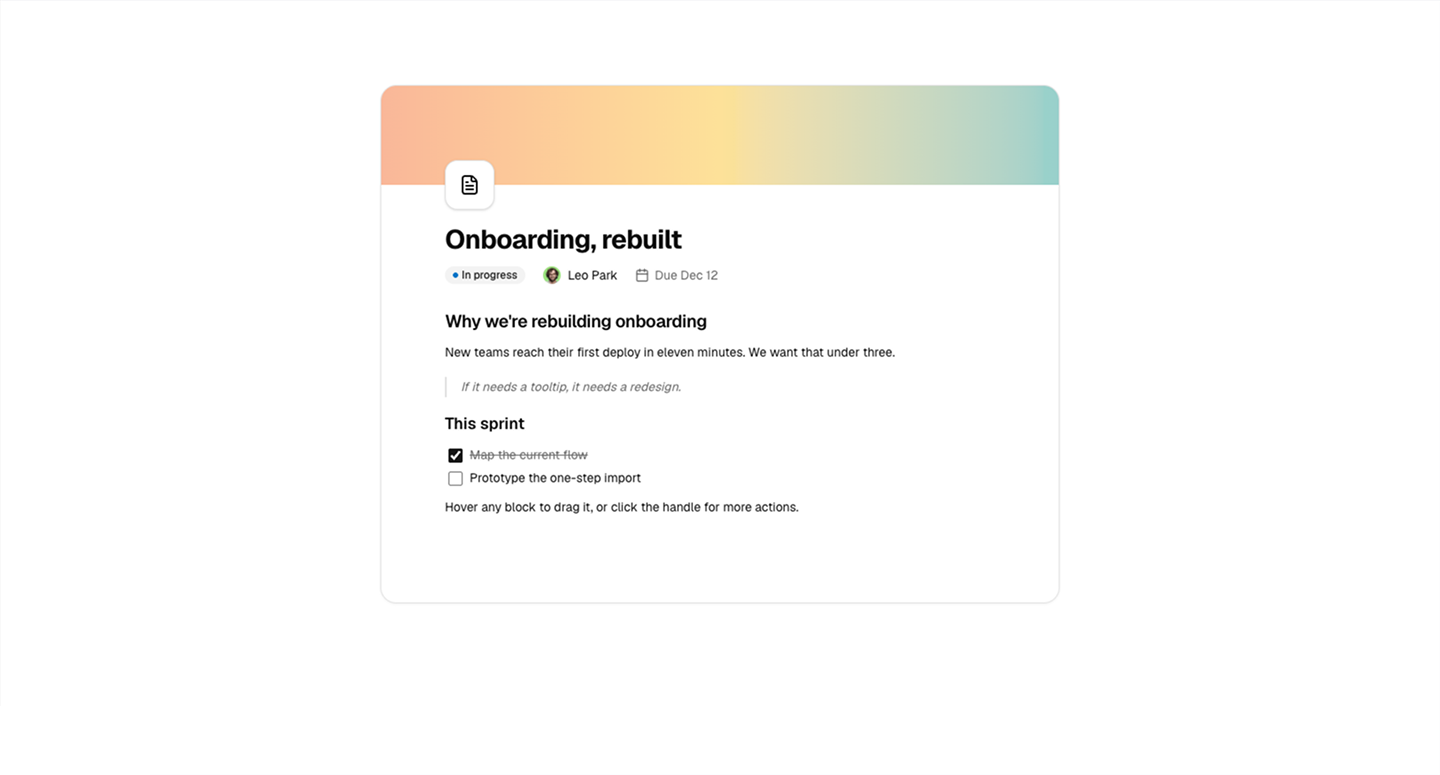 Onboarding, rebuilt
In progress Leo Park Due Dec 12
Why we're rebuilding onboarding
New teams reach their first deploy in eleven minutes. We want that under three.
If it needs a tooltip, it needs a redesign.
This sprint
Map the current flow
Prototype the one-step import
Hover any block to drag it, or click the handle for more actions.